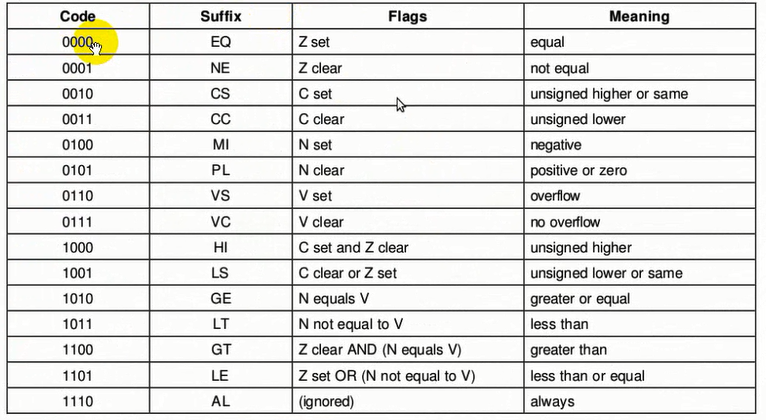 Code Suffix Flags Meaning
0000 EQ Z set equal
0001 NE Z clear not equal
0010 CS C set unsigned higher or same
0011 CC C clear unsigned lower
0100 MI N set negative
0101 PL N clear positive or zero
0110 VS V set overflow
0111 VC V clear no overflow
1000 HI C set and Z clear unsigned higher
1001 LS C clear or Z set unsigned lower or same
1010 GE N equals V greater or equal
1011 LT N not equal to V less than
1100 GT Z clear AND (N equals V) greater than
1101 LE Z set OR (N not equal to V) less than or equal
1110 AL (ignored) always